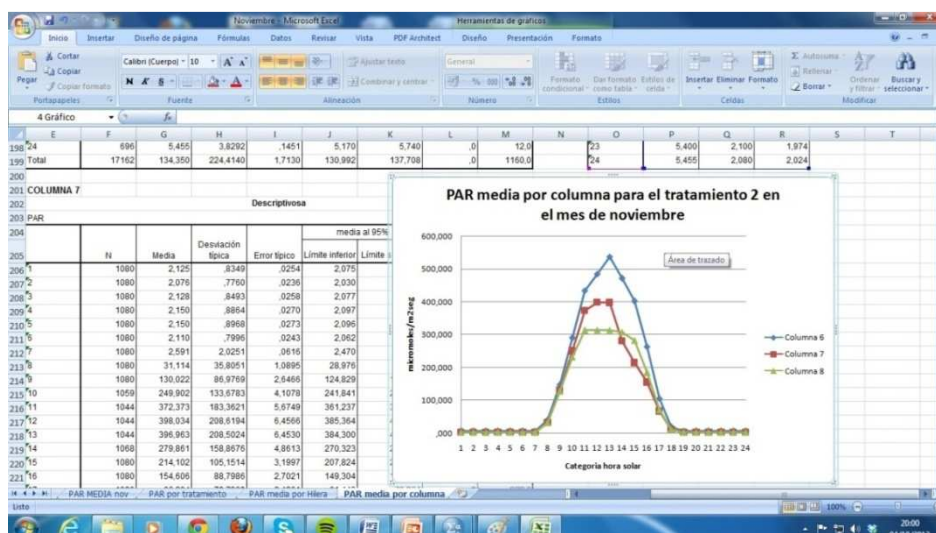 Noviembre - Microsoft Excel
Herramientas de gráficos
Inicio Insertar Diseño de página Fórmulas Datos Revisar Vista PDF Architect Diseño Presentación Formato
Pegar
Cortar
Copiar
Copiar formato
Portapapeles
Calibri (Cuerpo) 10
N K S
Fuente
Ajustar texto
Combinar y centrar
Alineación
General
% 000
Número
Formato condicional
Dar formato como tabla
Estilos de celda
Estilos
Insertar Eliminar Formato
Celdas
Autosuma
Rellenar
Borrar
Ordenar y filtrar
Buscar y seleccionar
Modificar
4 Gráfico fx
E F G H I J K L M N O P Q R S T
198 24 696 5,455 3,8292 ,1451 5,170 5,740 ,0 12,0 23 5,400 2,100 1,974
199 Total 17162 134,350 224,4140 1,7130 130,992 137,708 ,0 1160,0 24 5,455 2,080 2,024
200
201 COLUMNA 7
202 Descriptivosa
203 PAR
204 media al 95%
205 N Media Desviación típica Error típico Límite inferior Límite
206 1 1080 2,125 ,8349 ,0254 2,075
207 2 1080 2,076 ,7760 ,0236 2,030
208 3 1080 2,128 ,8493 ,0258 2,077
209 4 1080 2,150 ,8864 ,0270 2,097
210 5 1080 2,150 ,8968 ,0273 2,096
211 6 1080 2,110 ,7996 ,0243 2,062
212 7 1080 2,591 2,0251 ,0616 2,470
213 8 1080 31,114 35,8051 1,0895 28,976
214 9 1080 130,022 86,9769 2,6466 124,829
215 10 1059 249,902 133,6783 4,1078 241,841
216 11 1044 372,373 183,3621 5,6749 361,237
217 12 1044 398,034 208,6194 6,4566 385,364
218 13 1044 396,963 208,5024 6,4530 384,300
219 14 1068 279,861 158,8676 4,8613 270,323
220 15 1080 214,102 105,1514 3,1997 207,824
221 16 1080 154,606 88,7986 2,7021 149,304
PAR media por columna para el tratamiento 2 en
el mes de noviembre
micromoles/m2seg
600,000
500,000
400,000
300,000
200,000
100,000
,000
Área de trazado
Columna 6
Columna 7
Columna 8
1 2 3 4 5 6 7 8 9 10 11 12 13 14 15 16 17 18 19 20 21 22 23 24
Categoria hora solar
PAR MEDIA nov PAR por tratamiento PAR media por Hilera PAR media por columna
Listo 100%
20:00